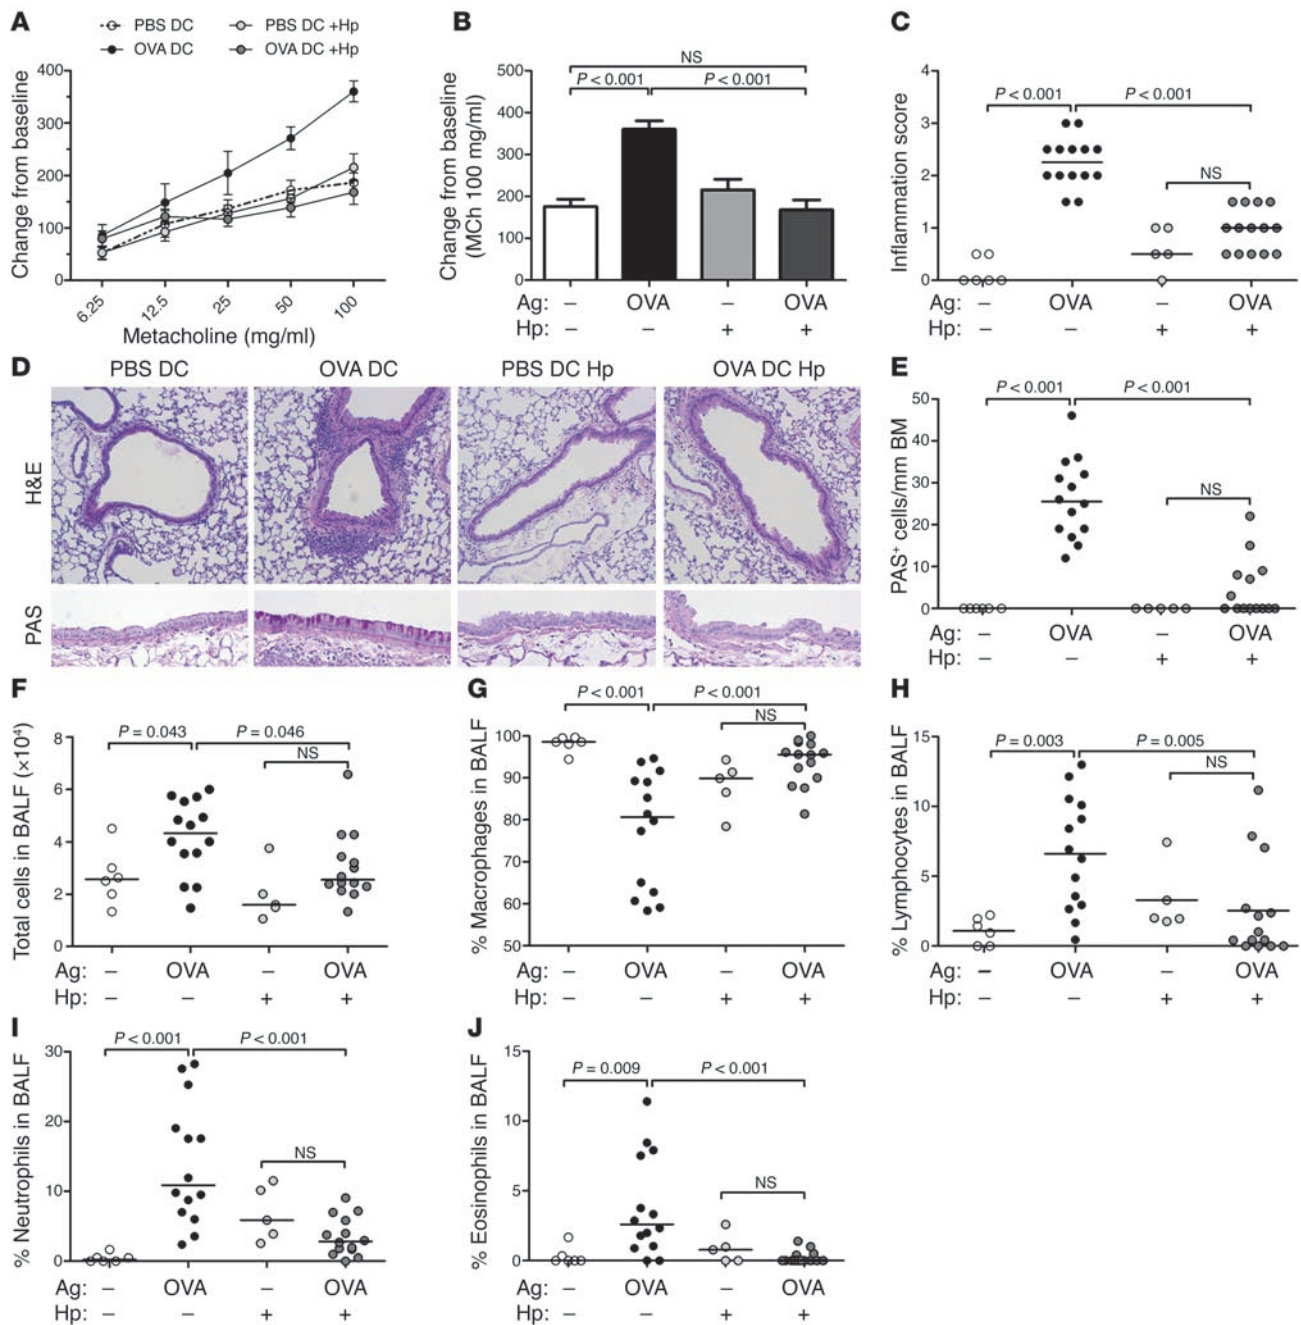 A
PBS DC
PBS DC +Hp
OVA DC
OVA DC +Hp
400
300
200
100
0
Change from baseline
6.25
12.5
25
50
100
Metacholine (mg/ml)
B
NS
P < 0.001
P < 0.001
500
400
300
200
100
0
Change from baseline
(MCh 100 mg/ml)
Ag: – OVA – OVA
Hp: – – + +
C
P < 0.001
P < 0.001
NS
4
3
2
1
0
Inflammation score
Ag: – OVA – OVA
Hp: – – + +
D
PBS DC
OVA DC
PBS DC Hp
OVA DC Hp
H&E
PAS
E
P < 0.001
P < 0.001
NS
50
40
30
20
10
0
PAS+ cells/mm BM
Ag: – OVA – OVA
Hp: – – + +
F
P = 0.043
P = 0.046
NS
8
6
4
2
0
Total cells in BALF (×10⁴)
Ag: – OVA – OVA
Hp: – – + +
G
P < 0.001
P < 0.001
NS
100
90
80
70
60
50
% Macrophages in BALF
Ag: – OVA – OVA
Hp: – – + +
H
P = 0.003
P = 0.005
NS
15
10
5
0
% Lymphocytes in BALF
Ag: – OVA – OVA
Hp: – – + +
I
P < 0.001
P < 0.001
NS
30
20
10
0
% Neutrophils in BALF
Ag: – OVA – OVA
Hp: – – + +
J
P = 0.009
P < 0.001
NS
15
10
5
0
% Eosinophils in BALF
Ag: – OVA – OVA
Hp: – – + +